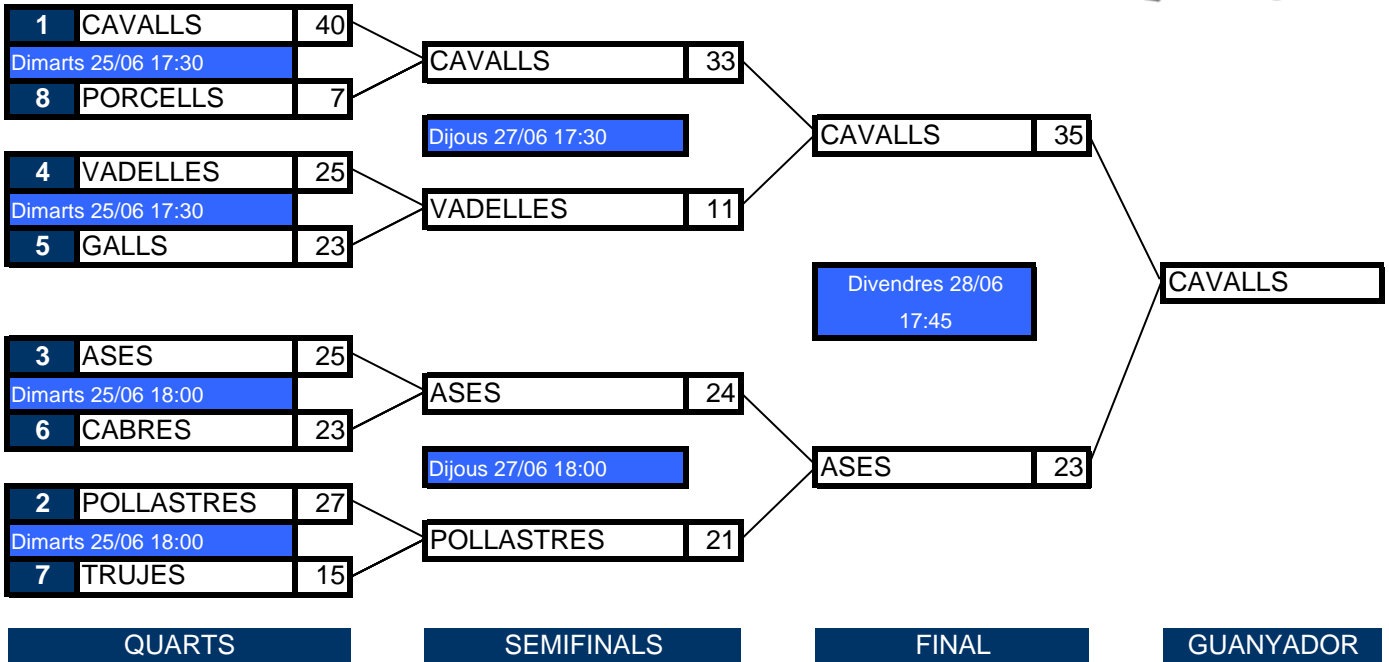 1 CAVALLS 40
Dimarts 25/06 17:30
8 PORCELLS 7
4 VADELLES 25
Dimarts 25/06 17:30
5 GALLS 23
3 ASES 25
Dimarts 25/06 18:00
6 CABRES 23
2 POLLASTRES 27
Dimarts 25/06 18:00
7 TRUJES 15
QUARTS
CAVALLS 33
Dijous 27/06 17:30
VADELLES 11
ASES 24
Dijous 27/06 18:00
POLLASTRES 21
SEMIFINALS
CAVALLS 35
Divendres 28/06
17:45
ASES 23
FINAL
CAVALLS
GUANYADOR